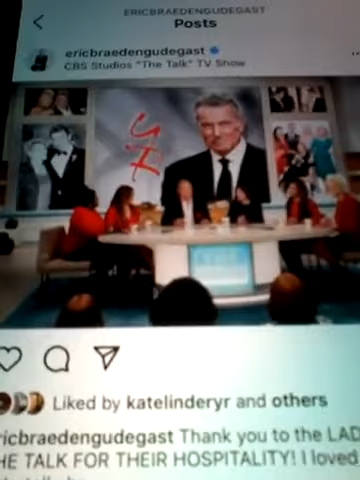 ERICBRAEDENGUDEGAST
Posts
ericbraedengudegast
CBS Studios "The Talk" TV Show
Liked by katelinderyr and others
ricbraedengudegast Thank you to the LAD
HE TALK FOR THEIR HOSPITALITY! I loved